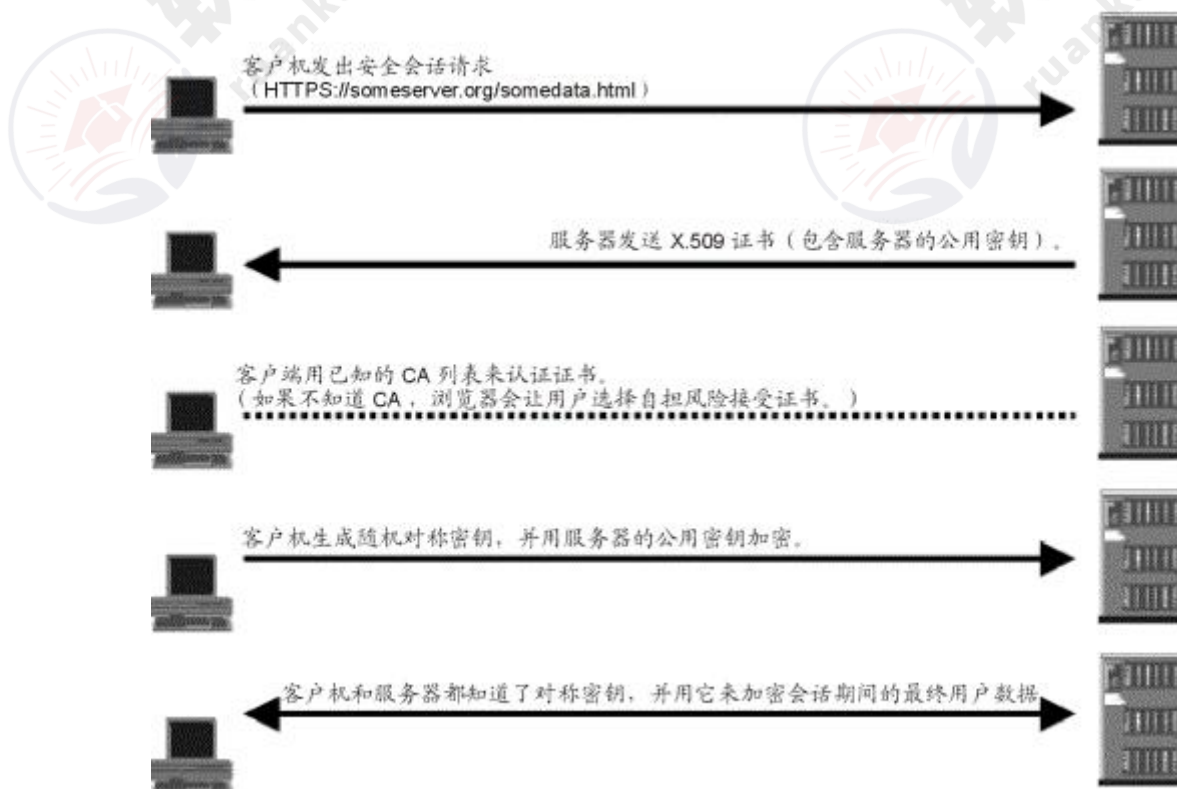 客户机发出安全会话请求
（HTTPS://someserver.org/somedata.html）
服务器发送 X.509 证书（包含服务器的公用密钥）.
客户端用已知的 CA 列表来认证证书。
（如果不知道 CA ，浏览器会让用户选择自担风险接受证书。）
客户机生成随机对称密钥，并用服务器的公用密钥加密。
客户机和服务器都知道了对称密钥，并用它来加密会话期间的最终用户数据